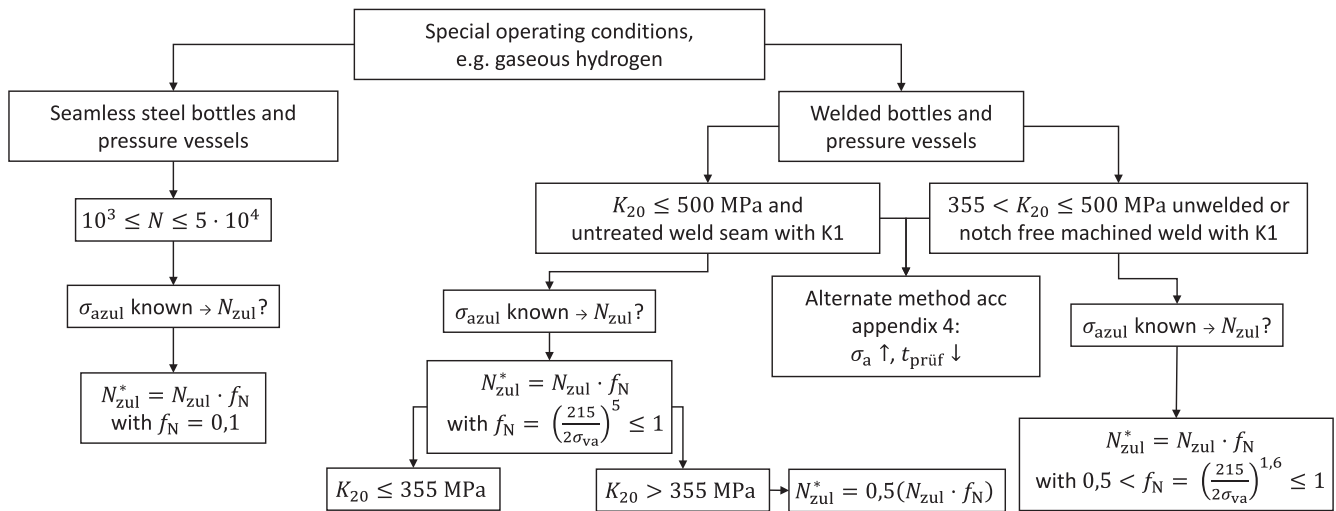 Special operating conditions,
e.g. gaseous hydrogen
Seamless steel bottles and
pressure vessels
Welded bottles and
pressure vessels
10³ ≤ N ≤ 5 · 10⁴
K₂₀ ≤ 500 MPa and
untreated weld seam with K1
355 < K₂₀ ≤ 500 MPa unwelded or
notch free machined weld with K1
σ_azul known → N_zul?
σ_azul known → N_zul?
Alternate method acc
appendix 4:
σ_a ↑, t_prüf ↓
σ_azul known → N_zul?
N*_zul = N_zul · f_N
with f_N = 0,1
N*_zul = N_zul · f_N
with f_N = (215/2σ_va)⁵ ≤ 1
N*_zul = N_zul · f_N
with 0,5 < f_N = (215/2σ_va)^1,6 ≤ 1
K₂₀ ≤ 355 MPa
K₂₀ > 355 MPa
N*_zul = 0,5(N_zul · f_N)